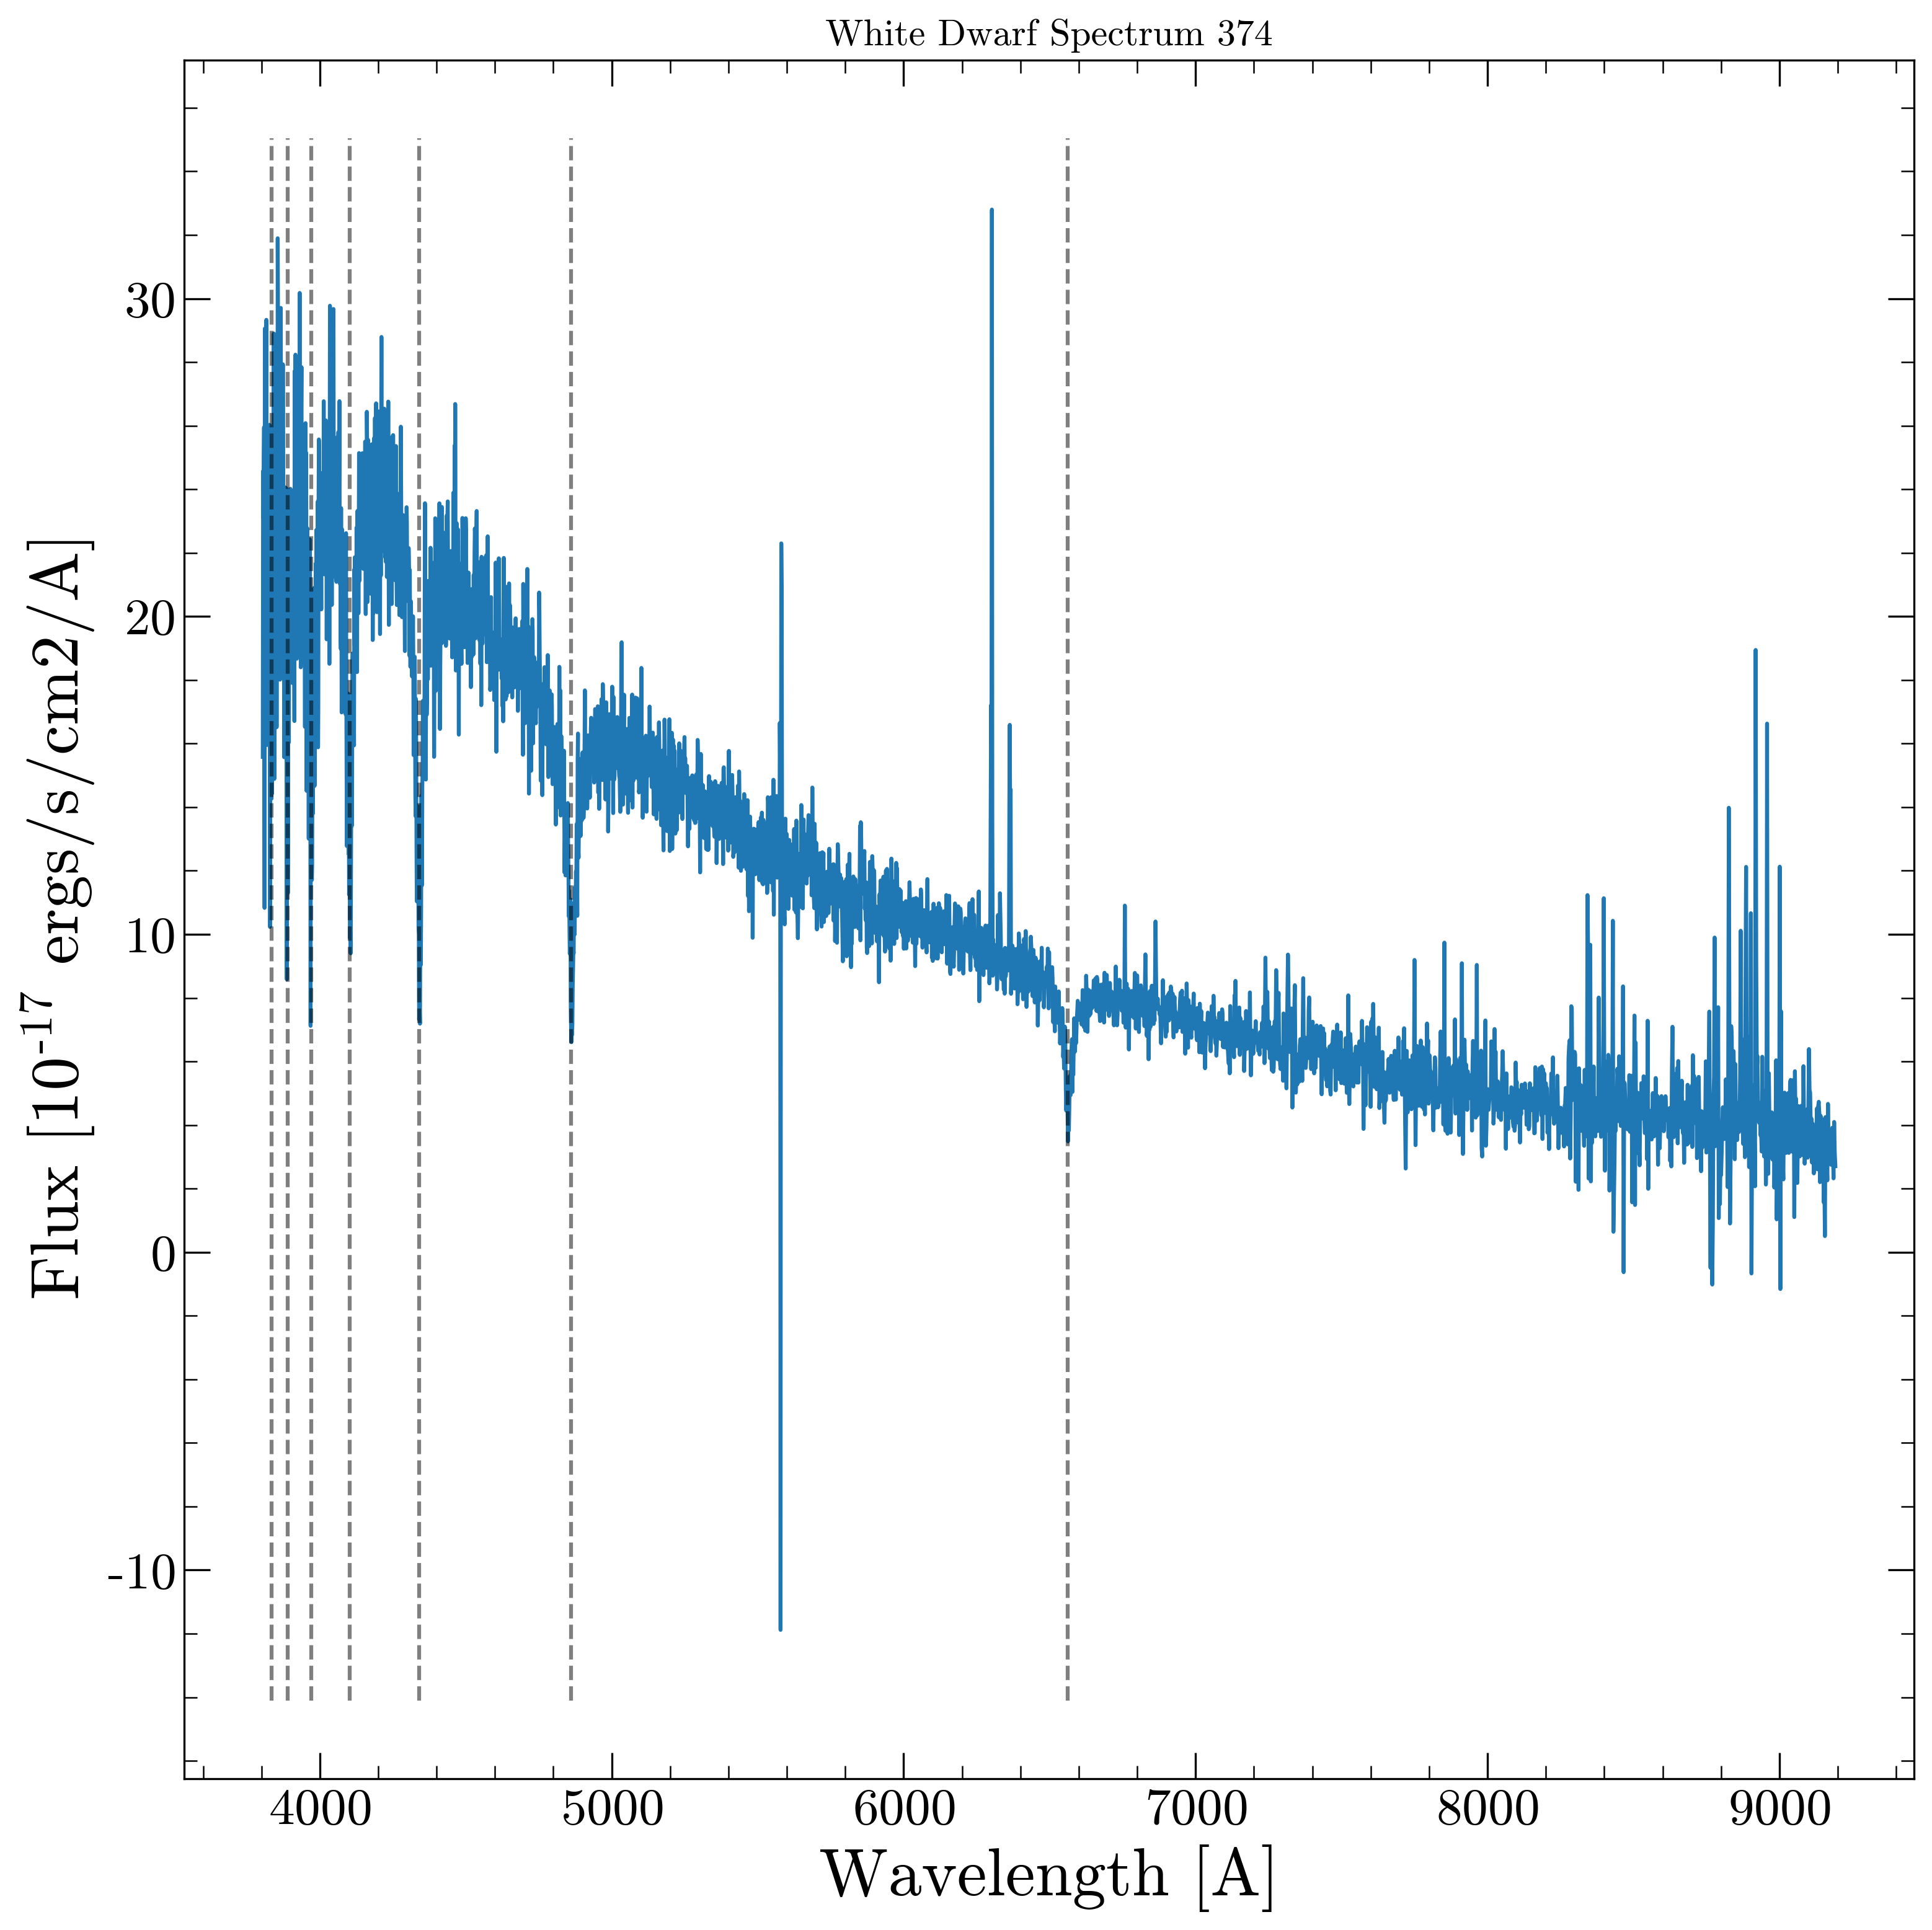 White Dwarf Spectrum 374
Flux [10-17 ergs/s/cm2/A]
30
20
10
0
-10
4000 5000 6000 7000 8000 9000
Wavelength [A]